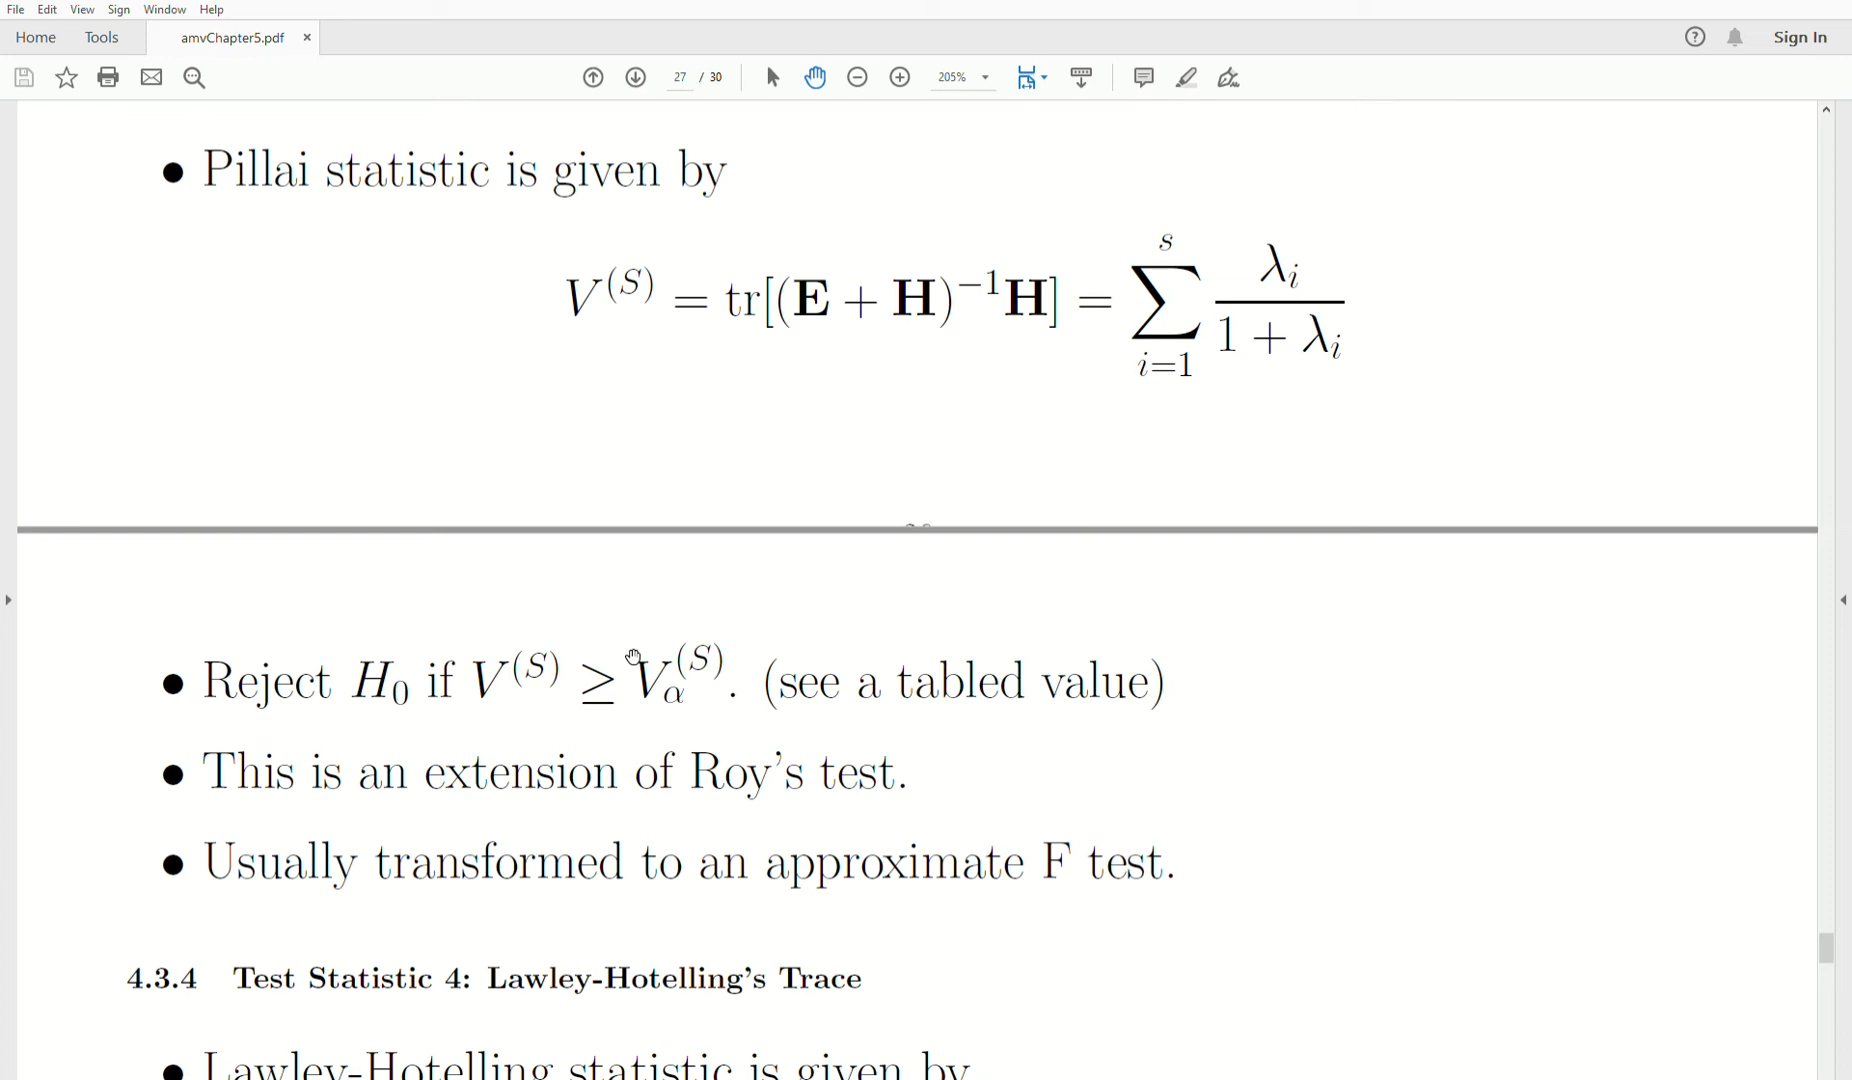 File Edit View Sign Window Help
Home Tools amvChapter5.pdf × Sign In
27 / 30 205%
• Pillai statistic is given by
V^{(S)} = tr[(E + H)^{-1}H] = \sum_{i=1}^{s} \frac{λ_i}{1 + λ_i}
• Reject H_0 if V^{(S)} ≥ V_α^{(S)}. (see a tabled value)
• This is an extension of Roy's test.
• Usually transformed to an approximate F test.
4.3.4 Test Statistic 4: Lawley-Hotelling's Trace
• Lawley-Hotelling statistic is given by